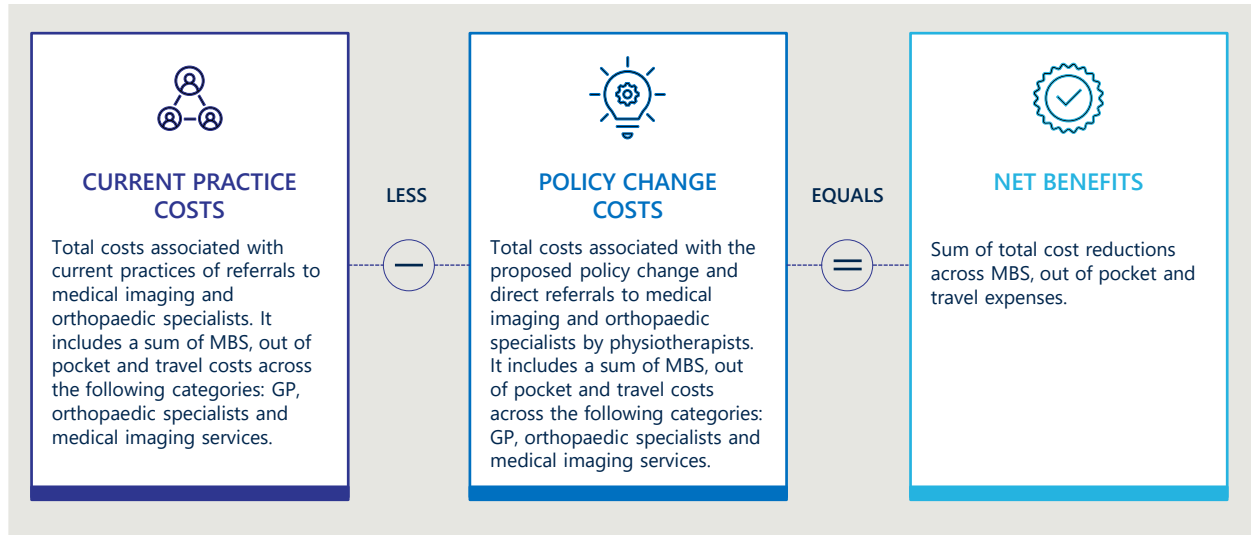 CURRENT PRACTICE
COSTS
Total costs associated with
current practices of referrals to
medical imaging and
orthopaedic specialists. It
includes a sum of MBS, out of
pocket and travel costs across
the following categories: GP,
orthopaedic specialists and
medical imaging services.
LESS
POLICY CHANGE
COSTS
Total costs associated with the
proposed policy change and
direct referrals to medical
imaging and orthopaedic
specialists by physiotherapists.
It includes a sum of MBS, out
of pocket and travel costs
across the following categories:
GP, orthopaedic specialists and
medical imaging services.
EQUALS
NET BENEFITS
Sum of total cost reductions
across MBS, out of pocket and
travel expenses.